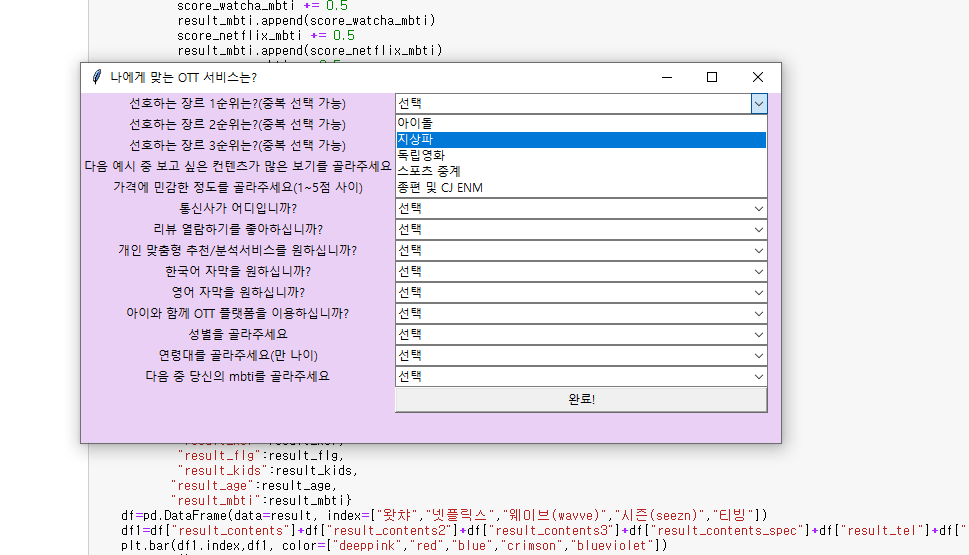 score_watcha_mbti += 0.5
result_mbti.append(score_watcha_mbti)
score_netflix_mbti += 0.5
result_mbti.append(score_netflix_mbti)
나에게 맞는 OTT 서비스는?
선호하는 장르 1순위는?(중복 선택 가능) 선택
선호하는 장르 2순위는?(중복 선택 가능) 아이돌
지상파
선호하는 장르 3순위는?(중복 선택 가능) 독립영화
다음 예시 중 보고 싶은 컨텐츠가 많은 보기를 골라주세요 스포츠 중계
가격에 민감한 정도를 골라주세요(1~5점 사이) 종편 및 CJ ENM
통신사가 어디입니까? 선택
리뷰 열람하기를 좋아하십니까? 선택
개인 맞춤형 추천/분석서비스를 원하십니까? 선택
한국어 자막을 원하십니까? 선택
영어 자막을 원하십니까? 선택
아이와 함께 OTT 플랫폼을 이용하십니까? 선택
성별을 골라주세요 선택
연령대를 골라주세요(만 나이) 선택
다음 중 당신의 mbti를 골라주세요 선택
완료!
"result_flg":result_flg,
"result_kids":result_kids,
"result_age":result_age,
"result_mbti":result_mbti}
df=pd.DataFrame(data=result, index=["왓챠","넷플릭스","웨이브(wavve)","시즌(seezn)","티빙"])
df1=df["result_contents"]+df["result_contents2"]+df["result_contents3"]+df["result_contents_spec"]+df["result_tel"]+df["
plt.bar(df1.index,df1, color=["deeppink","red","blue","crimson","blueviolet"])